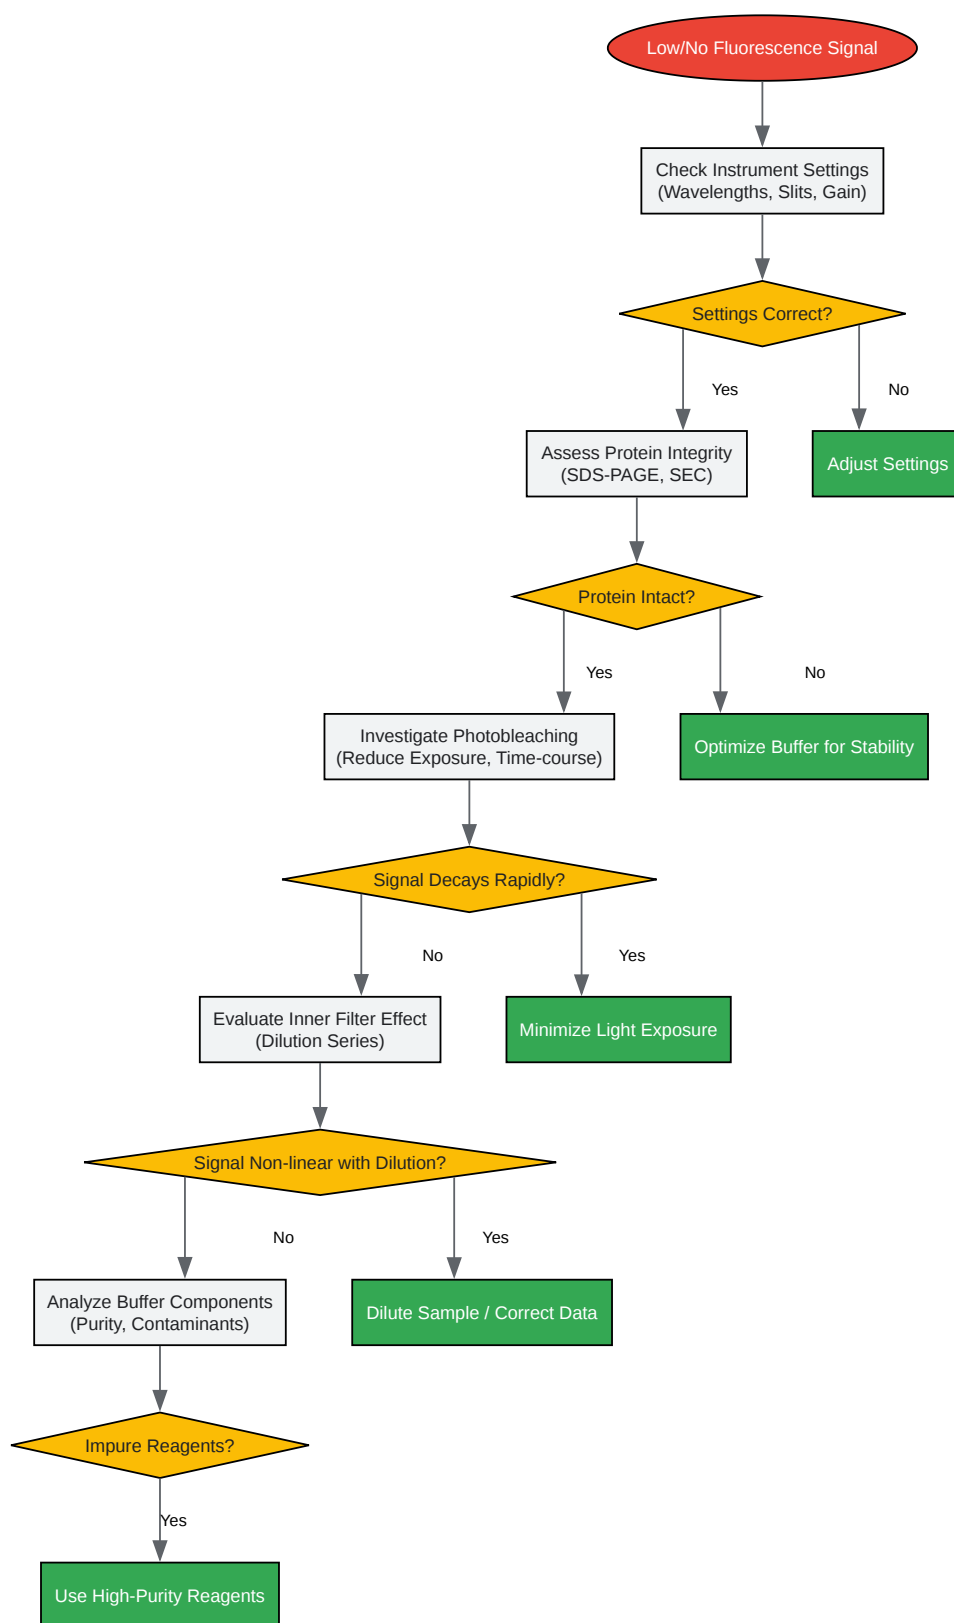 Low/No Fluorescence Signal
Check Instrument Settings
(Wavelengths, Slits, Gain)
Settings Correct?
Yes
No
Assess Protein Integrity
(SDS-PAGE, SEC)
Adjust Settings
Protein Intact?
Yes
No
Investigate Photobleaching
(Reduce Exposure, Time-course)
Optimize Buffer for Stability
Signal Decays Rapidly?
No
Yes
Evaluate Inner Filter Effect
(Dilution Series)
Minimize Light Exposure
Signal Non-linear with Dilution?
No
Yes
Analyze Buffer Components
(Purity, Contaminants)
Dilute Sample / Correct Data
Impure Reagents?
Yes
Use High-Purity Reagents